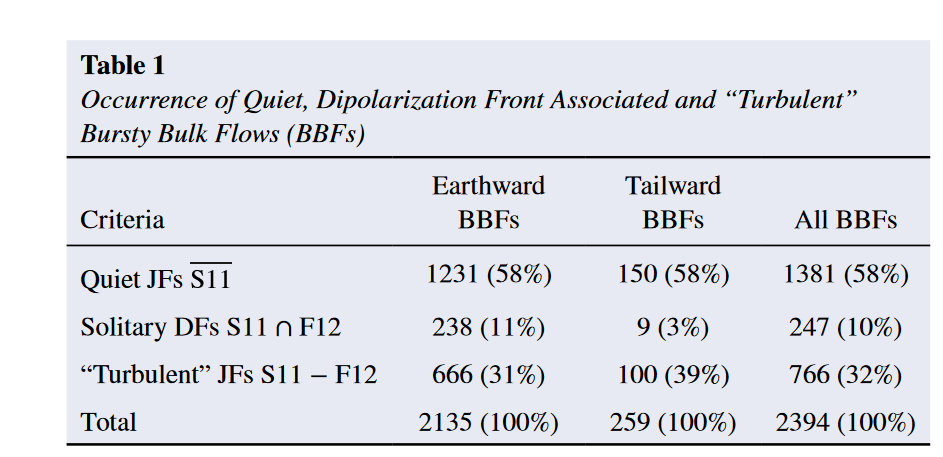 Table 1
Occurrence of Quiet, Dipolarization Front Associated and “Turbulent”
Bursty Bulk Flows (BBFs)
Criteria Earthward BBFs Tailward BBFs All BBFs
Quiet JFs S̅1̅1̅ 1231 (58%) 150 (58%) 1381 (58%)
Solitary DFs S11 ∩ F12 238 (11%) 9 (3%) 247 (10%)
“Turbulent” JFs S11 − F12 666 (31%) 100 (39%) 766 (32%)
Total 2135 (100%) 259 (100%) 2394 (100%)